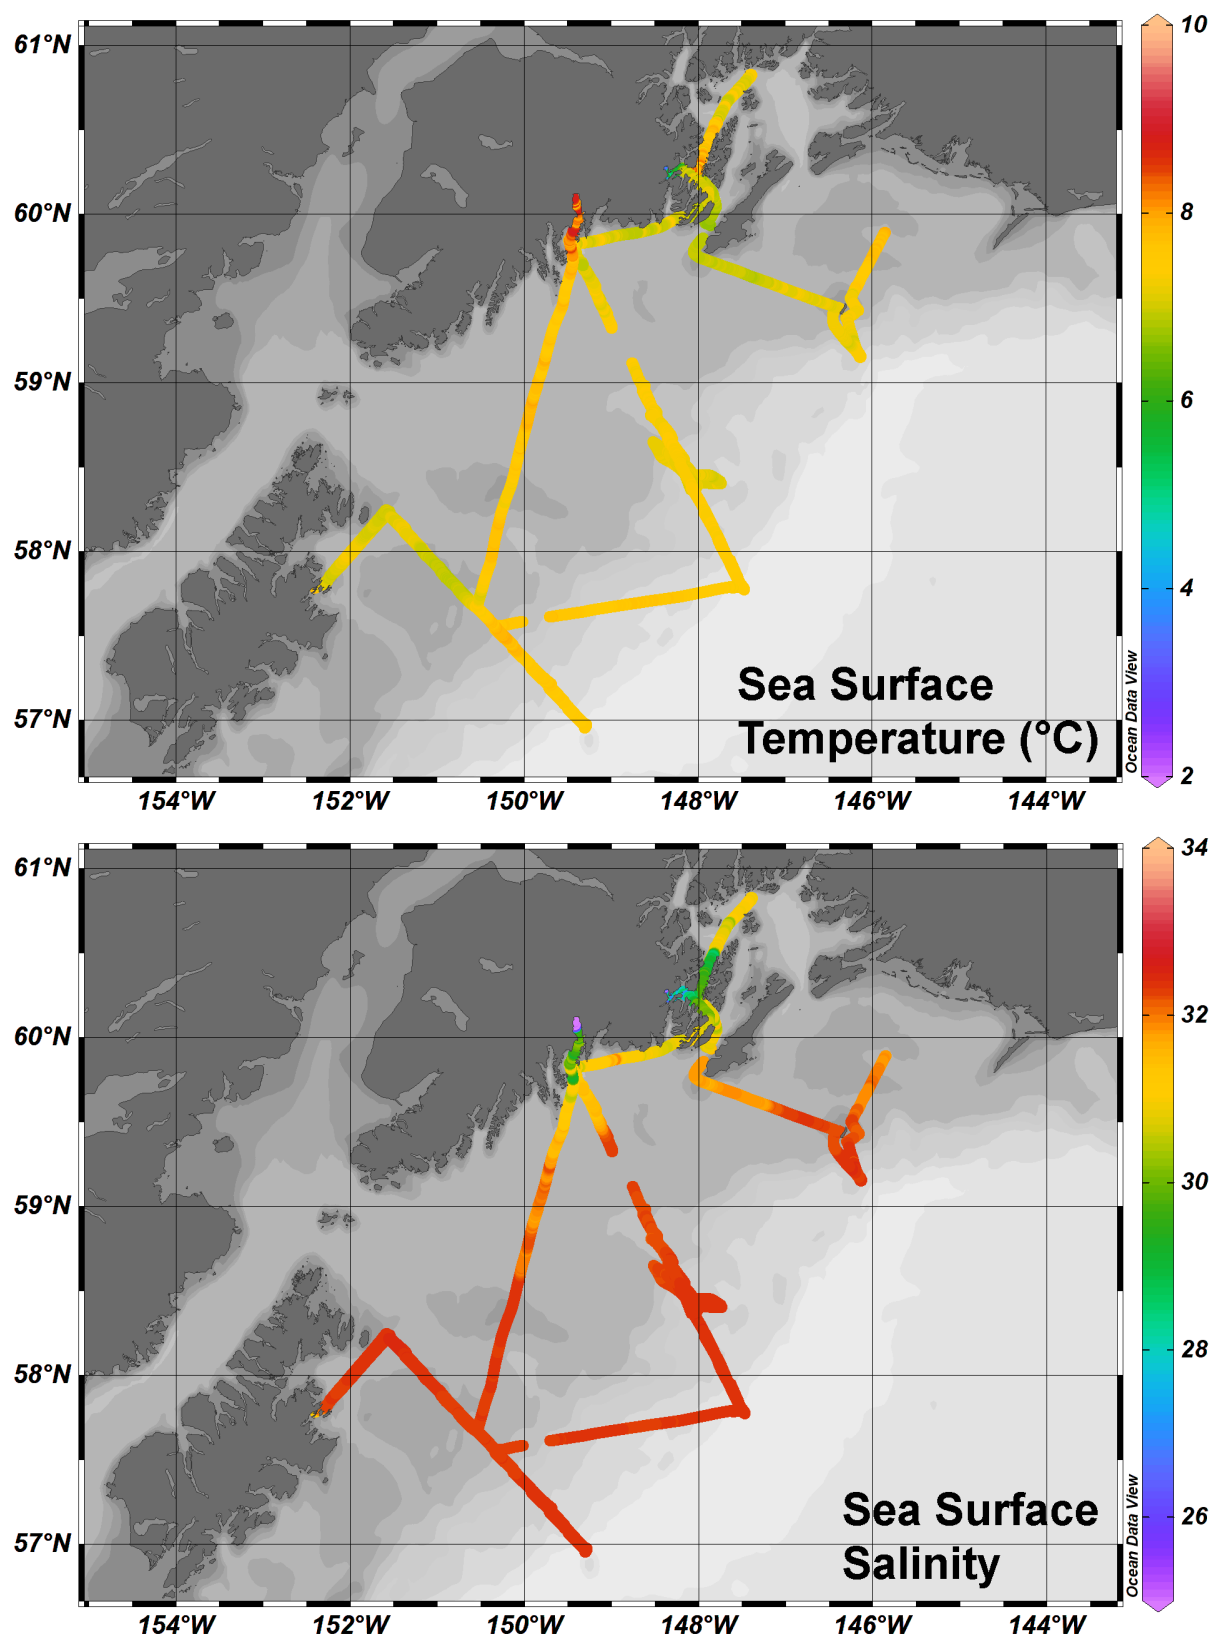 61°N
60°N
59°N
58°N
57°N
154°W 152°W 150°W 148°W 146°W 144°W
Sea Surface
Temperature (°C)
Ocean Data View
10
8
6
4
2
61°N
60°N
59°N
58°N
57°N
154°W 152°W 150°W 148°W 146°W 144°W
Sea Surface
Salinity
Ocean Data View
34
32
30
28
26